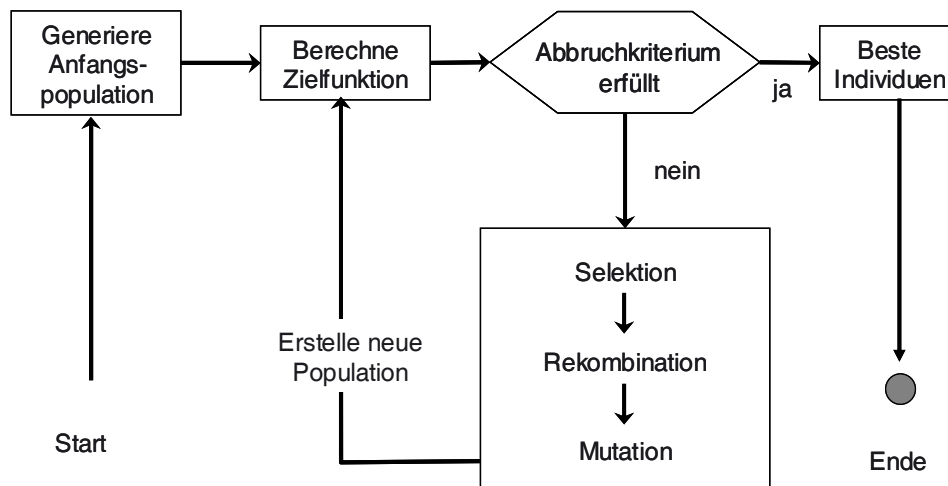 Generiere
Anfangs-
population
Berechne
Zielfunktion
Abbruchkriterium
erfüllt
ja
Beste
Individuen
nein
Selektion
Rekombination
Mutation
Erstelle neue
Population
Start
Ende